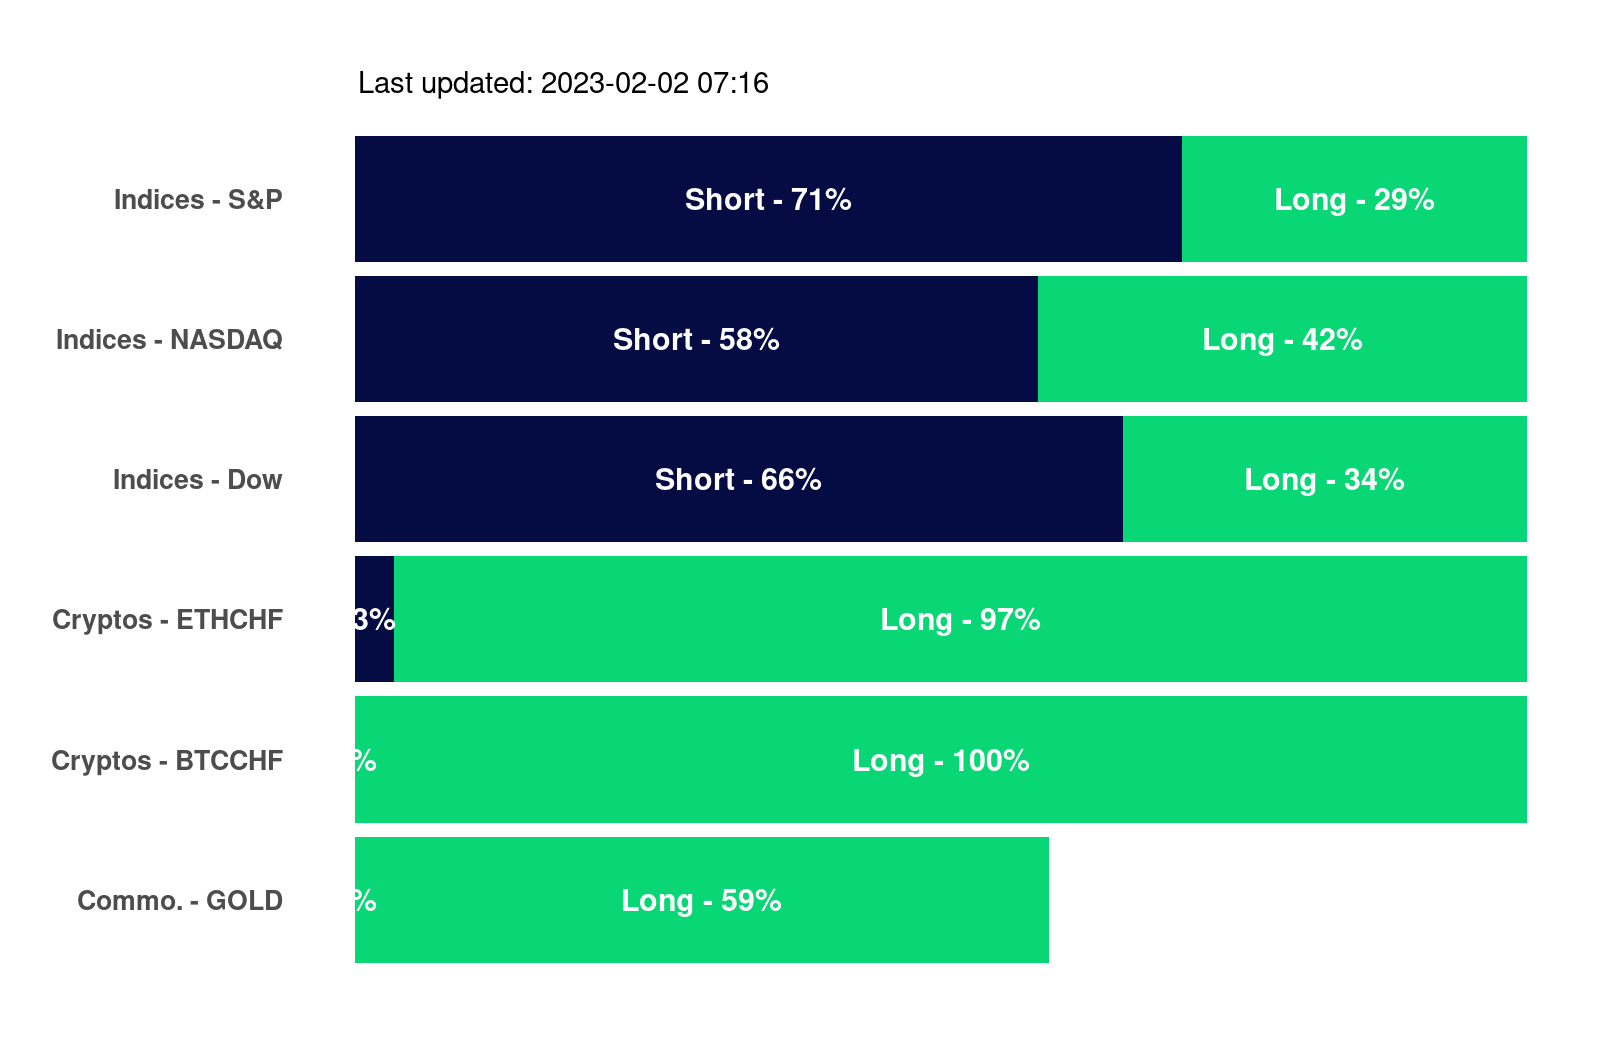 Last updated: 2023-02-02 07:16
Indices - S&P Short - 71% Long - 29%
Indices - NASDAQ Short - 58% Long - 42%
Indices - Dow Short - 66% Long - 34%
Cryptos - ETHCHF 3% Long - 97%
Cryptos - BTCCHF % Long - 100%
Commo. - GOLD % Long - 59%